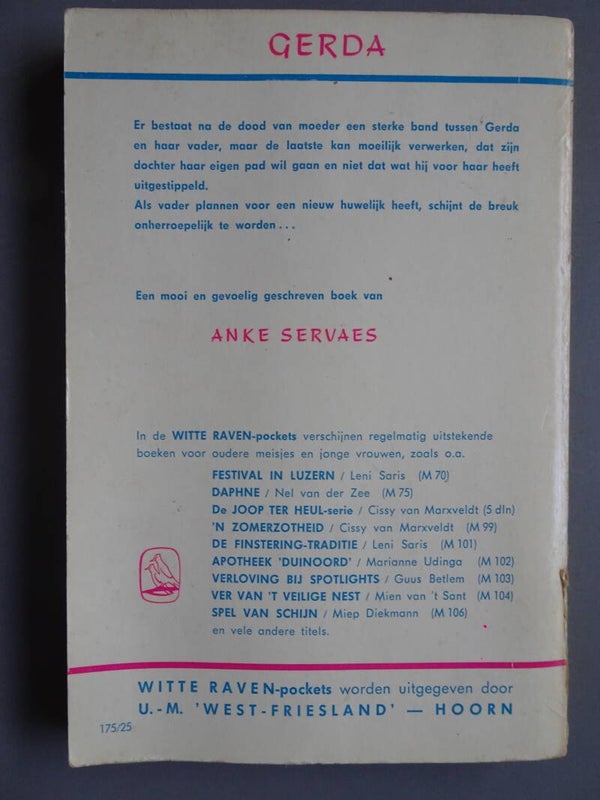 GERDA
Er bestaat na de dood van moeder een sterke band tussen Gerda
en haar vader, maar de laatste kan moeilijk verwerken, dat zijn
dochter haar eigen pad wil gaan en niet dat wat hij voor haar heeft
uitgestippeld.
Als vader plannen voor een nieuw huwelijk heeft, schijnt de breuk
onherroepelijk te worden...
Een mooi en gevoelig geschreven boek van
ANKE SERVAES
In de WITTE RAVEN-pockets verschijnen regelmatig uitstekende
boeken voor oudere meisjes en jonge vrouwen, zoals o.a.
FESTIVAL IN LUZERN / Leni Saris (M 70)
DAPHNE / Nel van der Zee (M 75)
De JOOP TER HEUL-serie / Cissy van Marxveldt (5 dln)
'N ZOMERZOTHEID / Cissy van Marxveldt (M 99)
DE FINSTERING-TRADITIE / Leni Saris (M 101)
APOTHEEK 'DUINOORD' / Marianne Udinga (M 102)
VERLOVING BIJ SPOTLIGHTS / Guus Betlem (M 103)
VER VAN 'T VEILIGE NEST / Mien van 't Sant (M 104)
SPEL VAN SCHIJN / Miep Diekmann (M 106)
en vele andere titels.
WITTE RAVEN-pockets worden uitgegeven door
U.-M. 'WEST-FRIESLAND' — HOORN
175/25